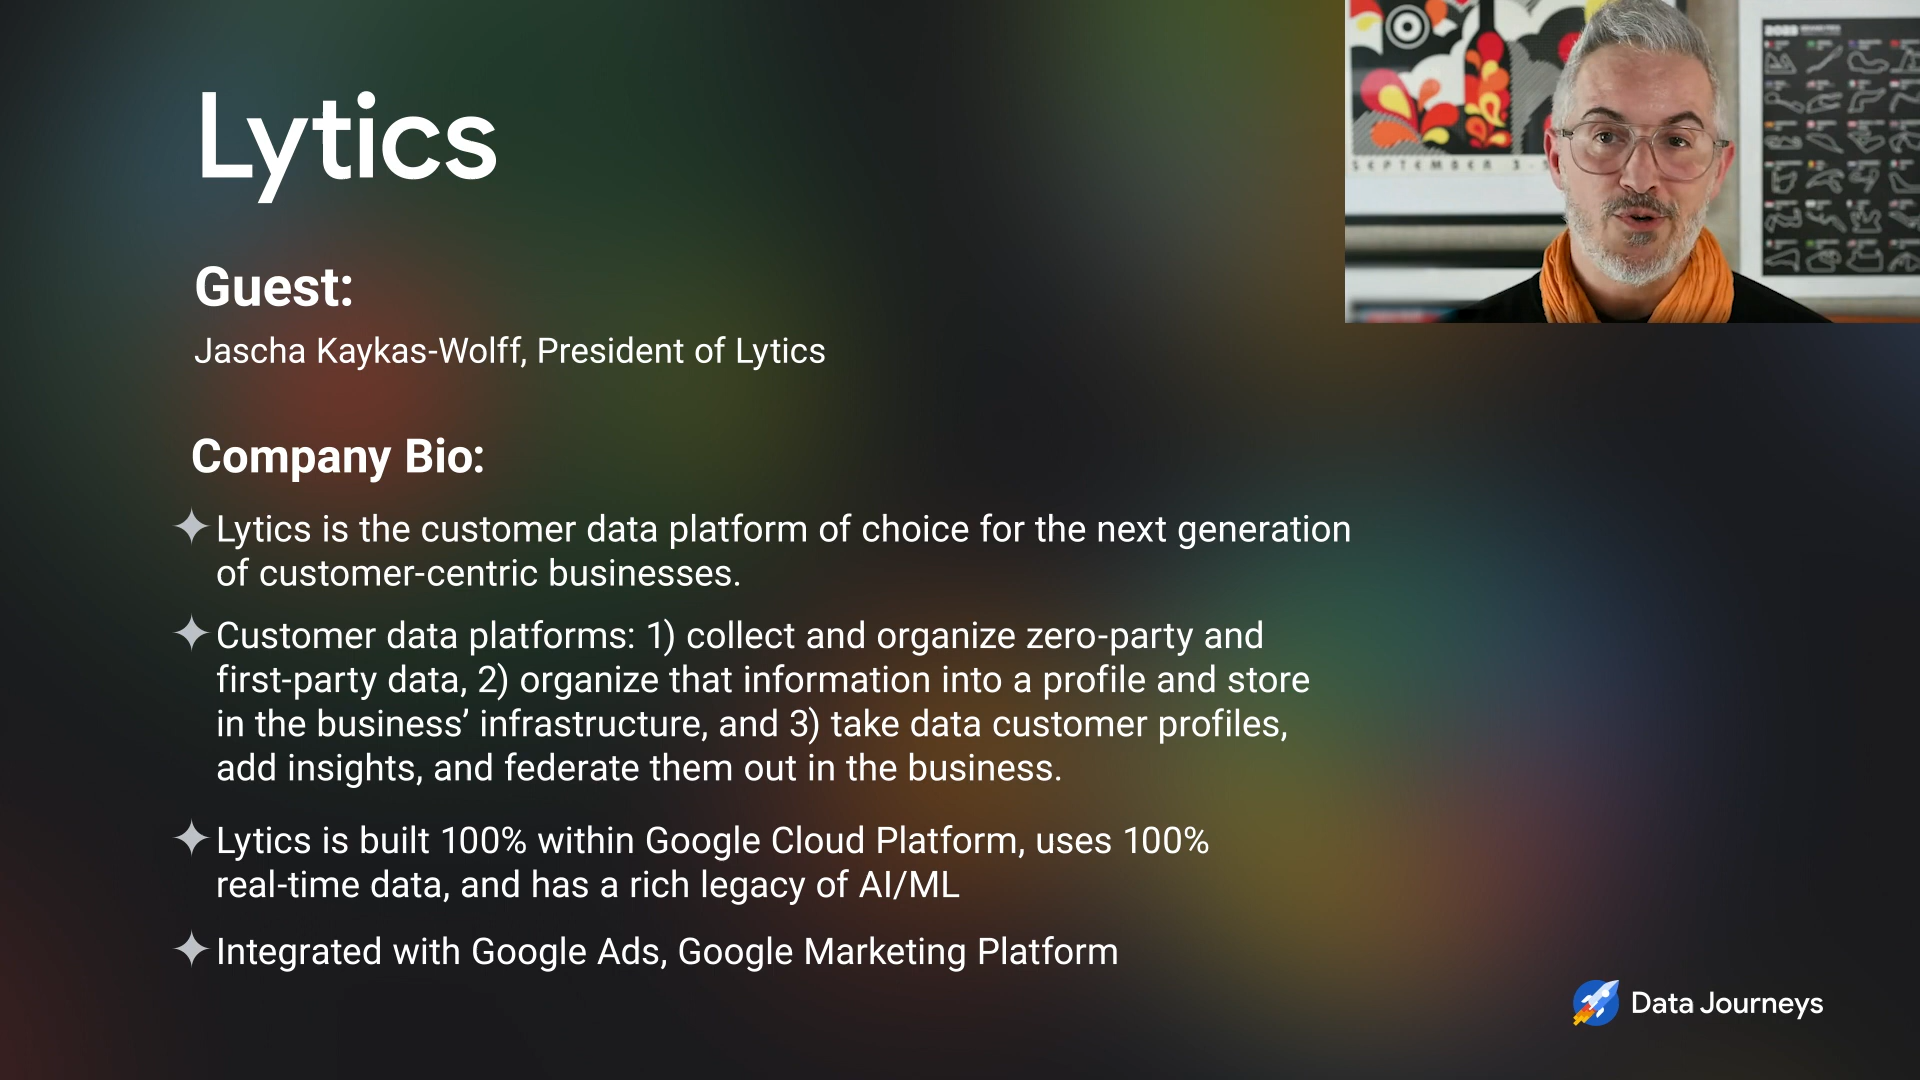 Lytics
Guest:
Jascha Kaykas-Wolff, President of Lytics
Company Bio:
Lytics is the customer data platform of choice for the next generation
of customer-centric businesses.
Customer data platforms: 1) collect and organize zero-party and
first-party data, 2) organize that information into a profile and store
in the business’ infrastructure, and 3) take data customer profiles,
add insights, and federate them out in the business.
Lytics is built 100% within Google Cloud Platform, uses 100%
real-time data, and has a rich legacy of AI/ML
Integrated with Google Ads, Google Marketing Platform
SEPTEMBER 3
2023
Data Journeys